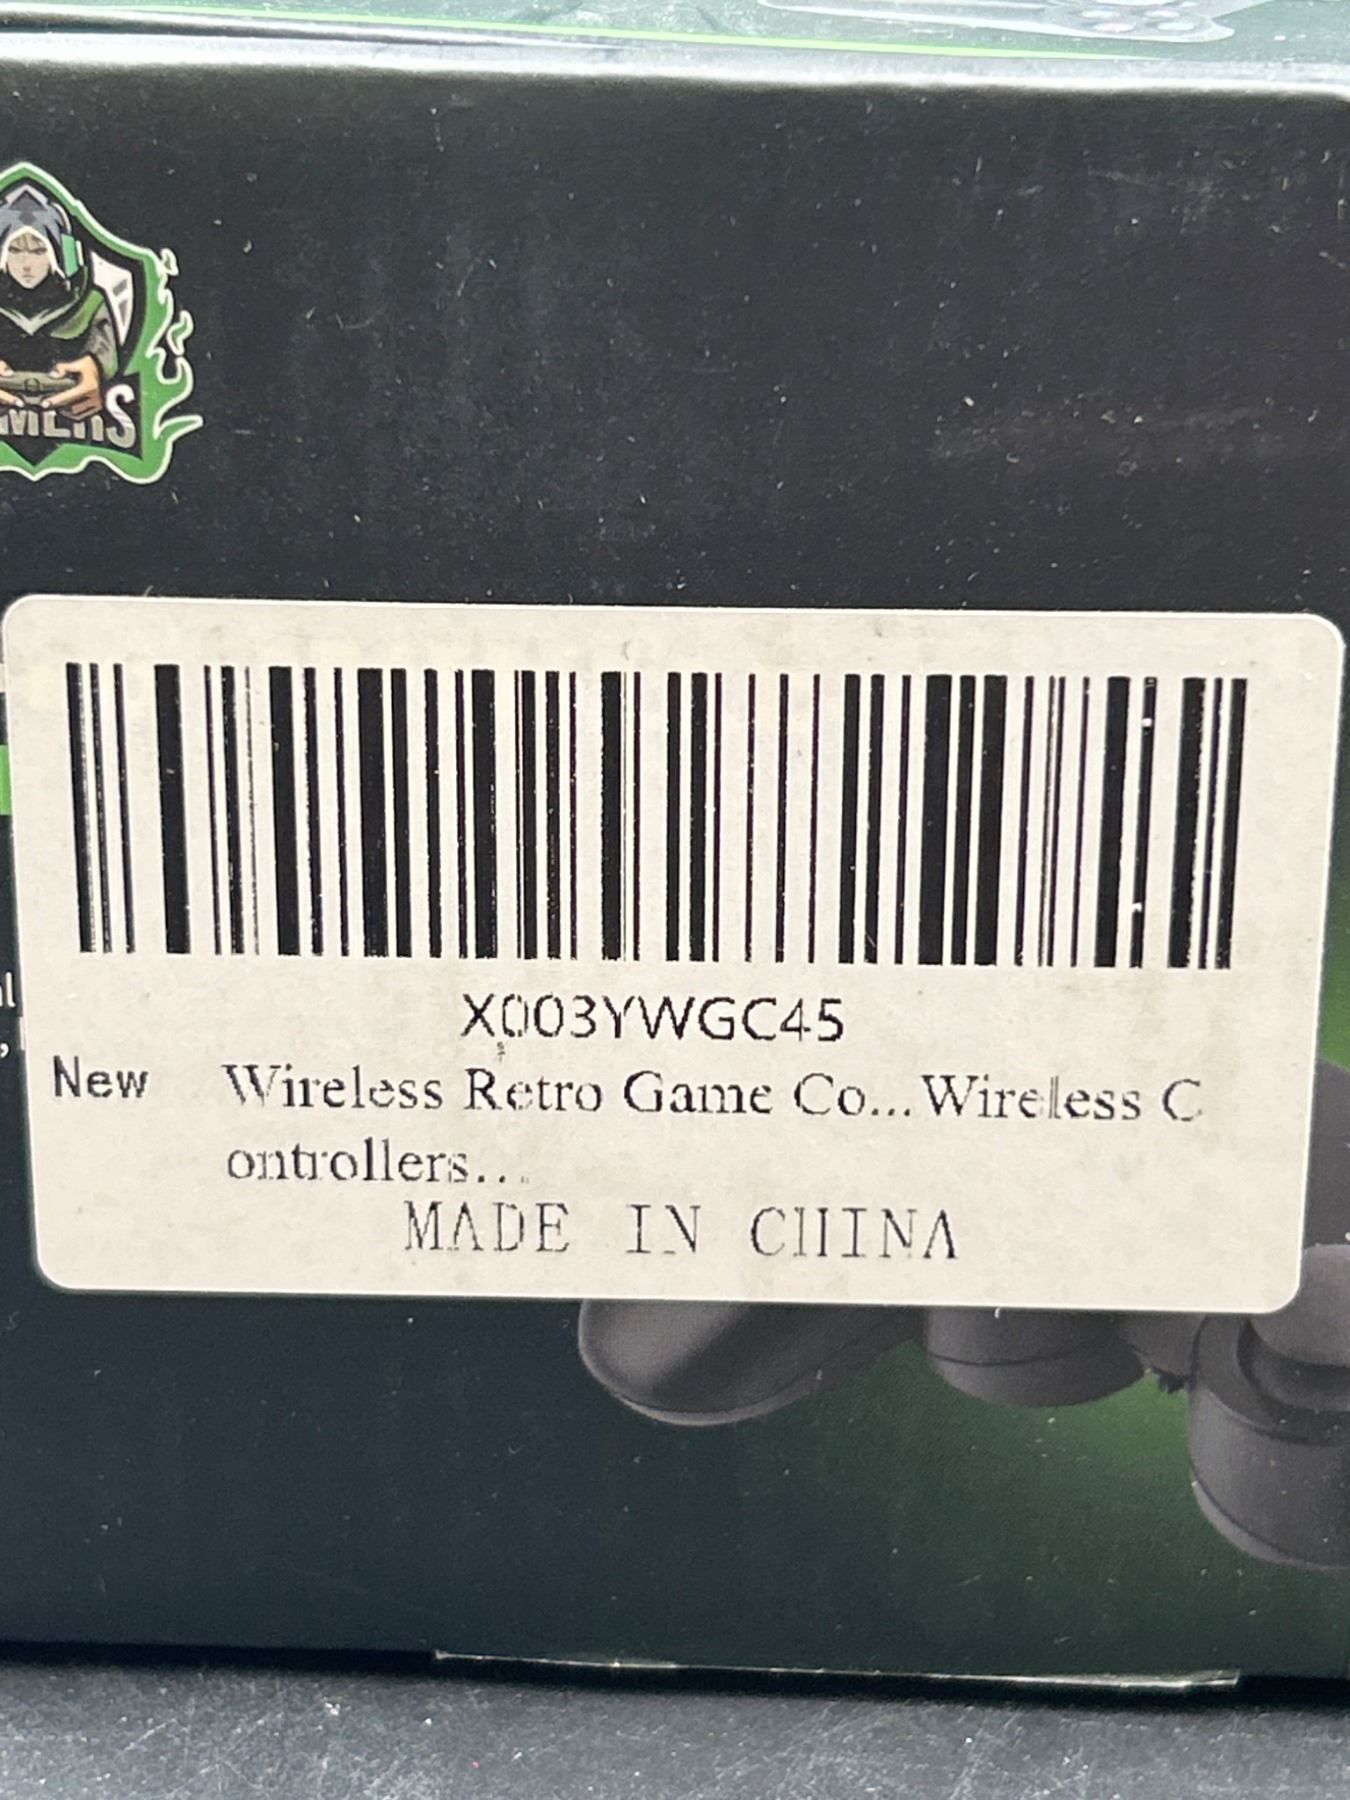 X003YWGC45
New Wireless Retro Game Co...Wireless C
ontrollers...
MADE IN CHINA